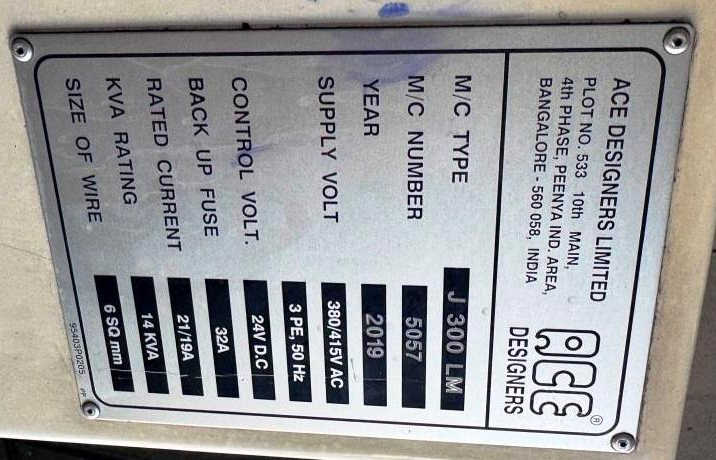 ACE DESIGNERS LIMITED
PLOT NO. 533 10th MAIN,
4th PHASE, PEENYA IND. AREA,
BANGALORE - 560 058, INDIA
ACE ®
DESIGNERS
M/C TYPE J 300 LM
M/C NUMBER 5057
YEAR 2019
SUPPLY VOLT 380/415V AC
3 PE, 50 Hz
CONTROL VOLT. 24V D.C
BACK UP FUSE 32A
RATED CURRENT 21/19A
KVA RATING 14 KVA
SIZE OF WIRE 6 SQ mm
95403P0205 PP